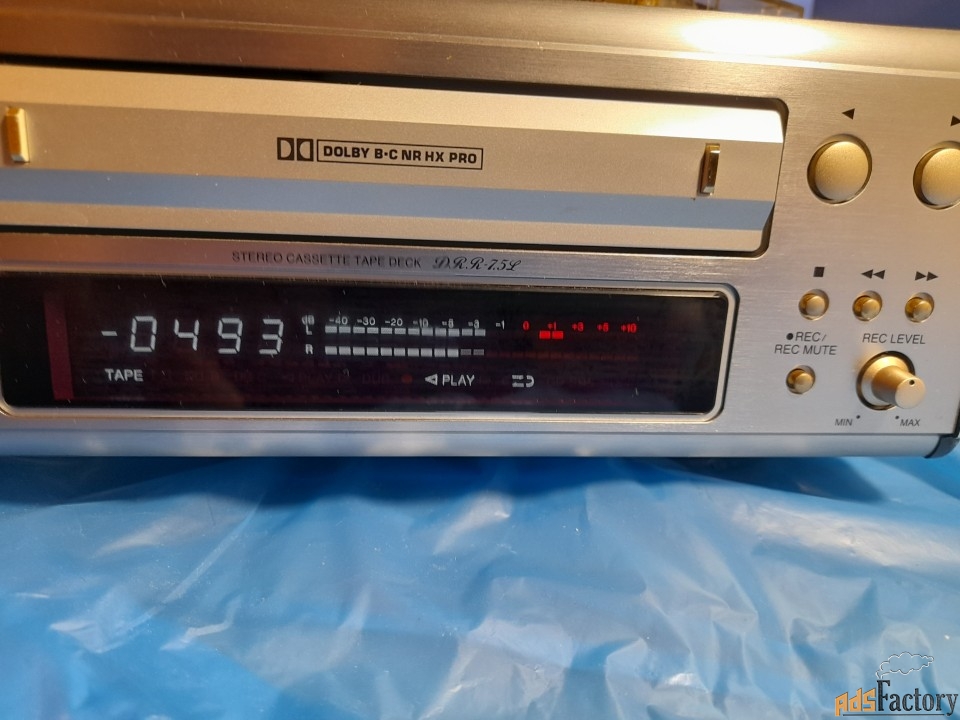 DOLBY B·C NR HX PRO
STEREO CASSETTE TAPE DECK D.R.R-7.5L
◀ ▶
■ ◀◀ ▶▶
-0493
dB -40 -30 -20 -10 -6 -3 -1 0 +1 +3 +6 +10
L
R
TAPE
◁ PLAY
●REC/
REC MUTE
REC LEVEL
MIN MAX
AdsFactory